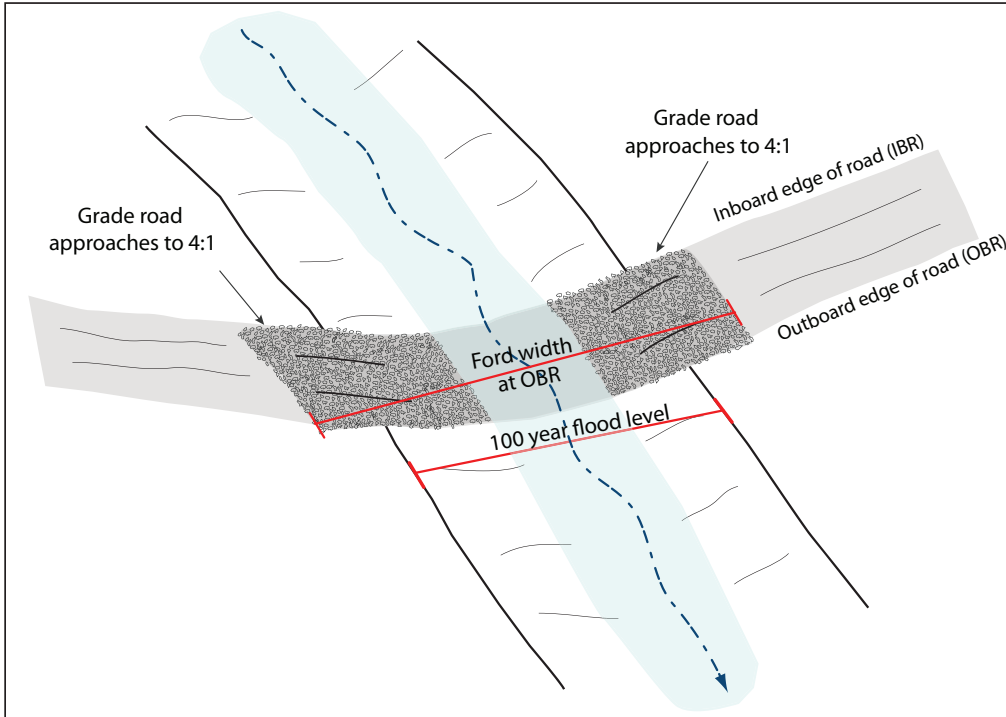 Grade road
approaches to 4:1
Inboard edge of road (IBR)
Grade road
approaches to 4:1
Outboard edge of road (OBR)
Ford width
at OBR
100 year flood level